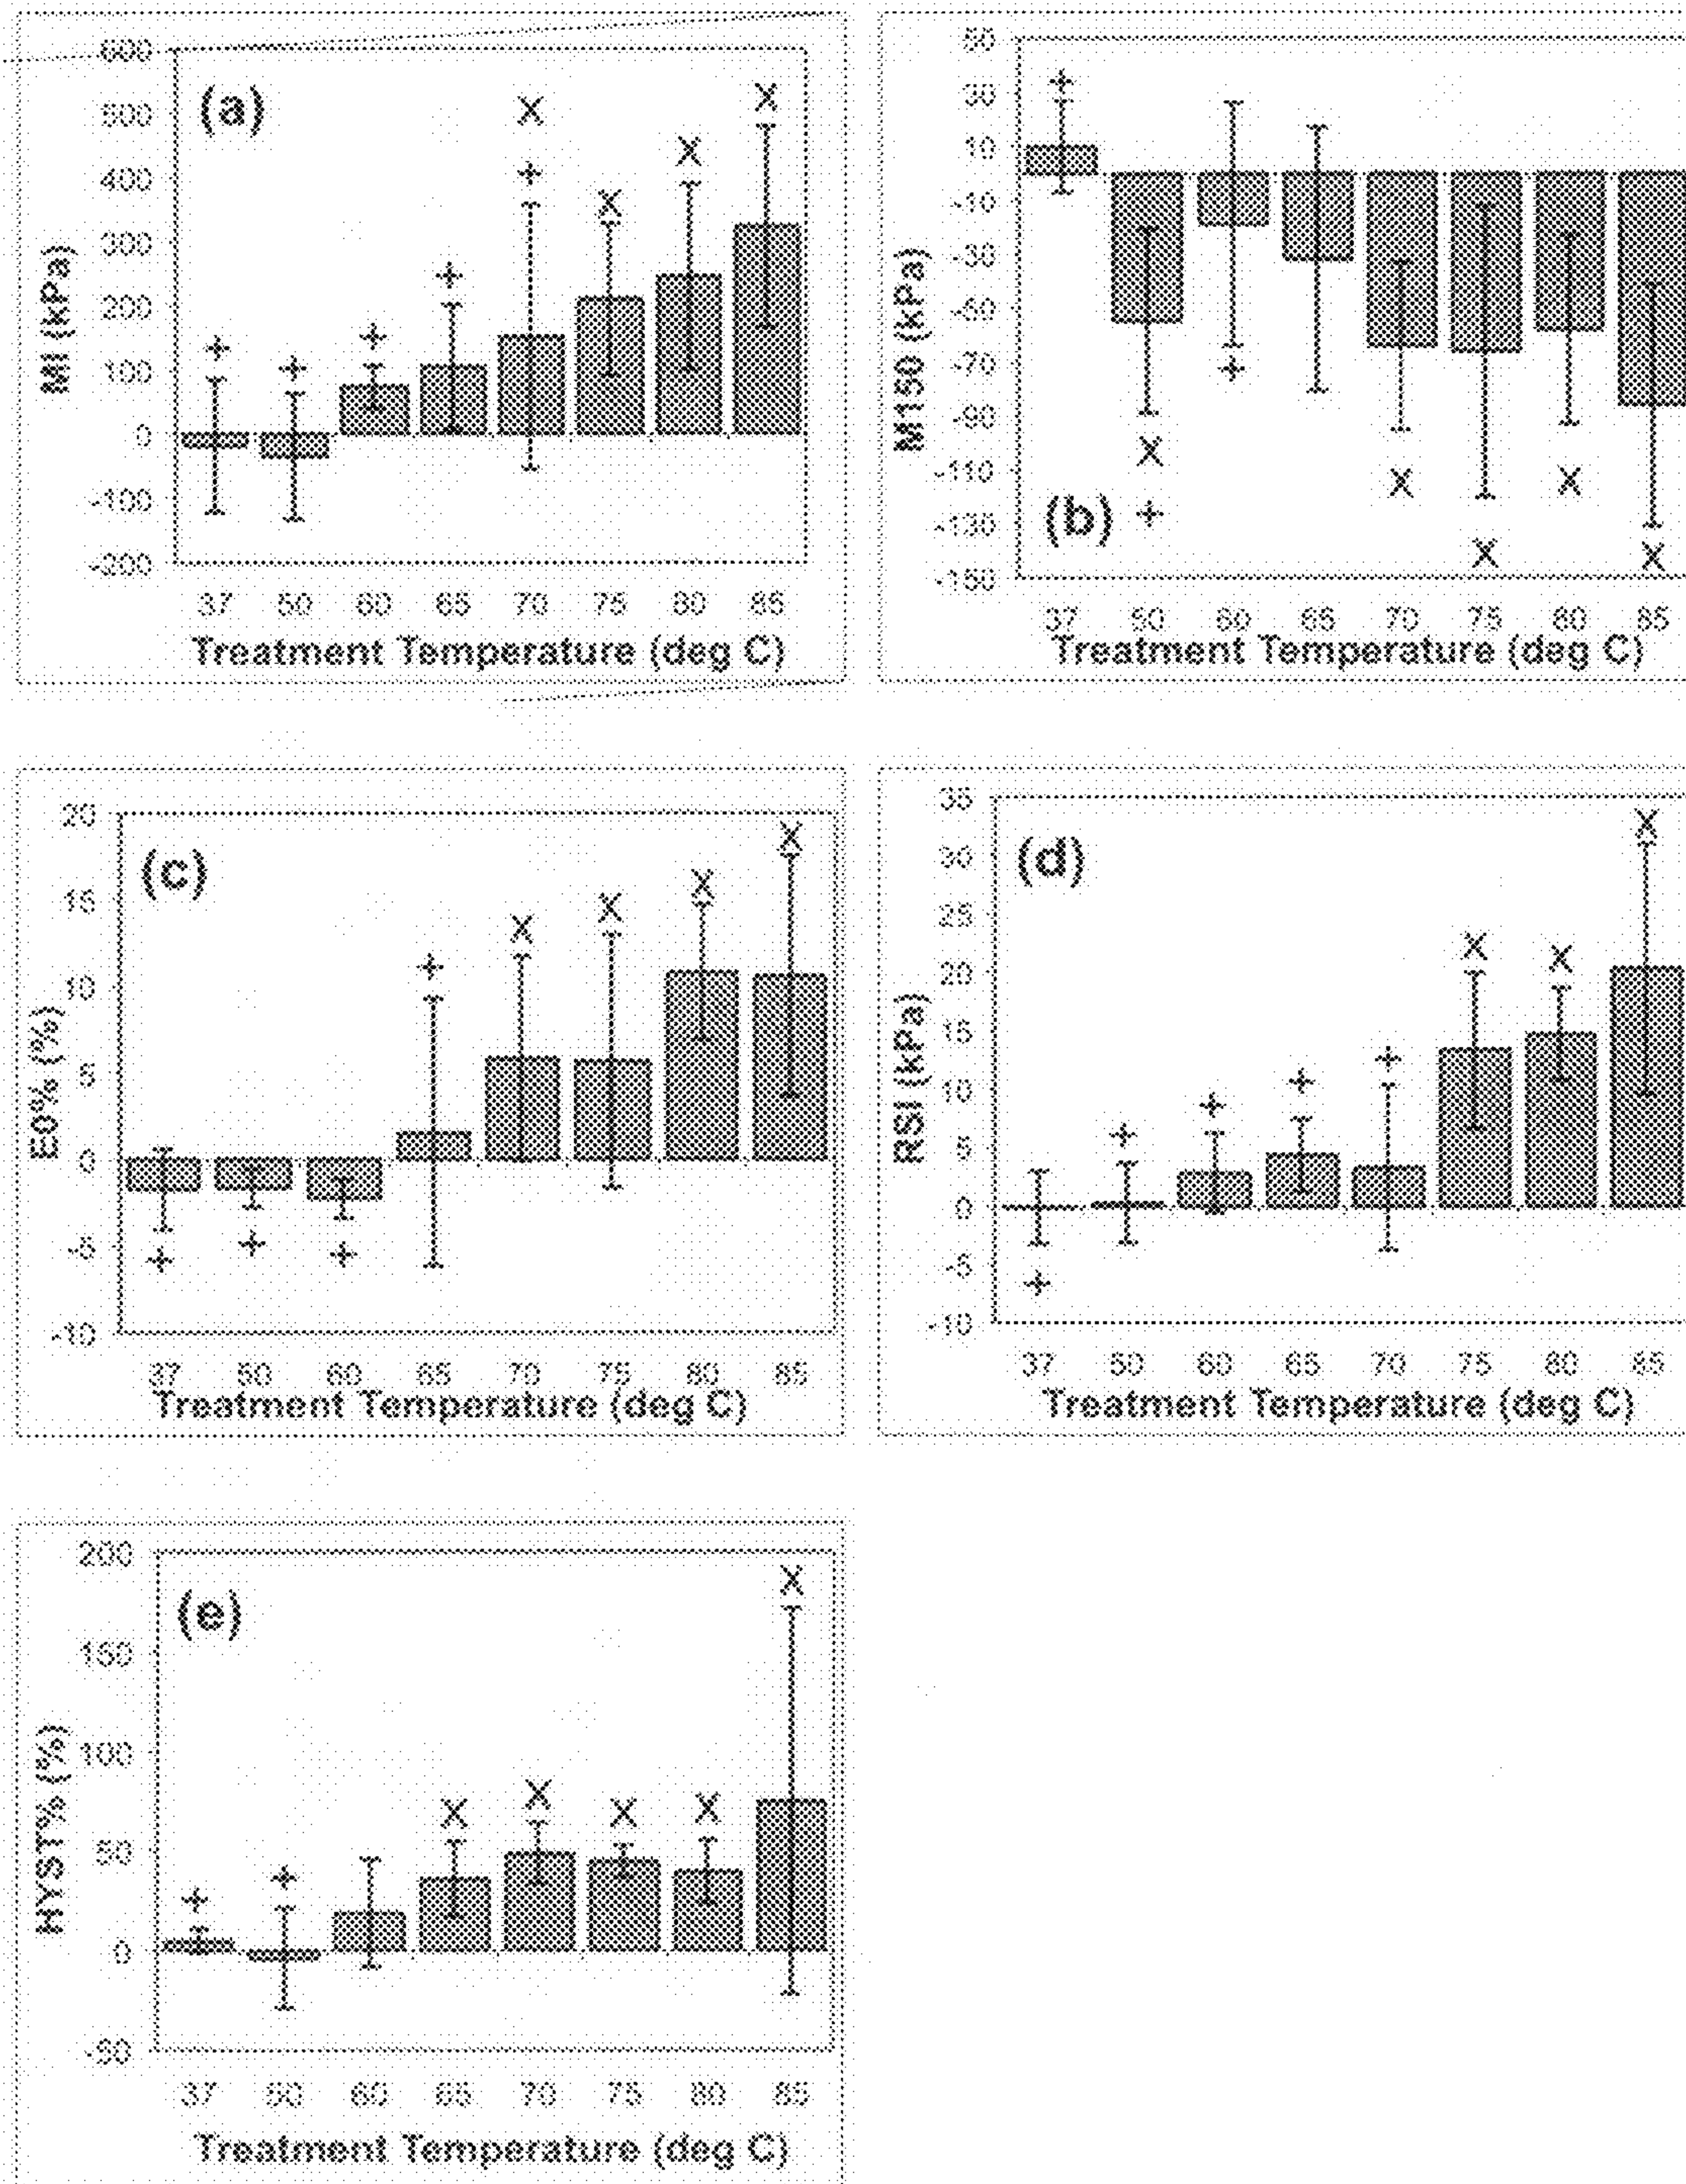 600
(a)
500
400
300
200
100
0
-100
-200
MI (kPa)
X
X
X
X
X
+
+
+
+
+
37 50 60 65 70 75 80 85
Treatment Temperature (deg C)
50
30
10
-10
-30
-50
-70
-90
-110
-130
-150
M150 (kPa)
(b)
+
X
+
+
X
X
X
X
37 50 60 65 70 75 80 85
Treatment Temperature (deg C)
20
15
10
5
0
-5
-10
E0% (%)
(c)
+
+
+
+
X
X
X
X
37 50 60 65 70 75 80 85
Treatment Temperature (deg C)
35
30
25
20
15
10
5
0
-5
-10
RSI (kPa)
(d)
+
+
+
+
+
X
X
X
37 50 60 65 70 75 80 85
Treatment Temperature (deg C)
200
150
100
50
0
-50
HYST% (%)
(e)
+
+
X
X
X
X
X
37 50 60 65 70 75 80 85
Treatment Temperature (deg C)